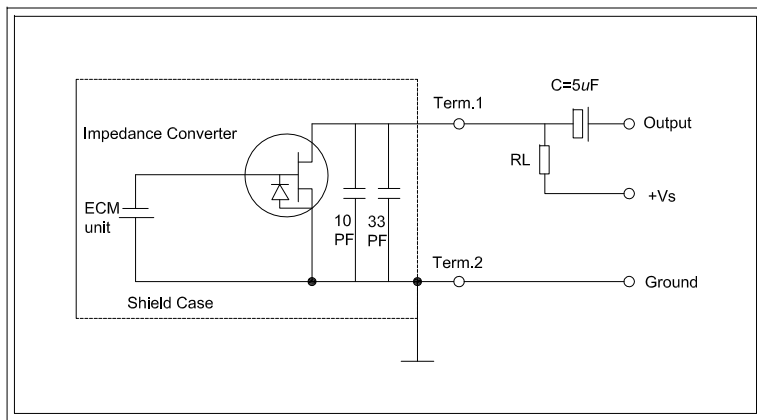 C=5uF
Term.1
Output
Impedance Converter
RL
+Vs
ECM
unit
10
PF
33
PF
Term.2
Ground
Shield Case